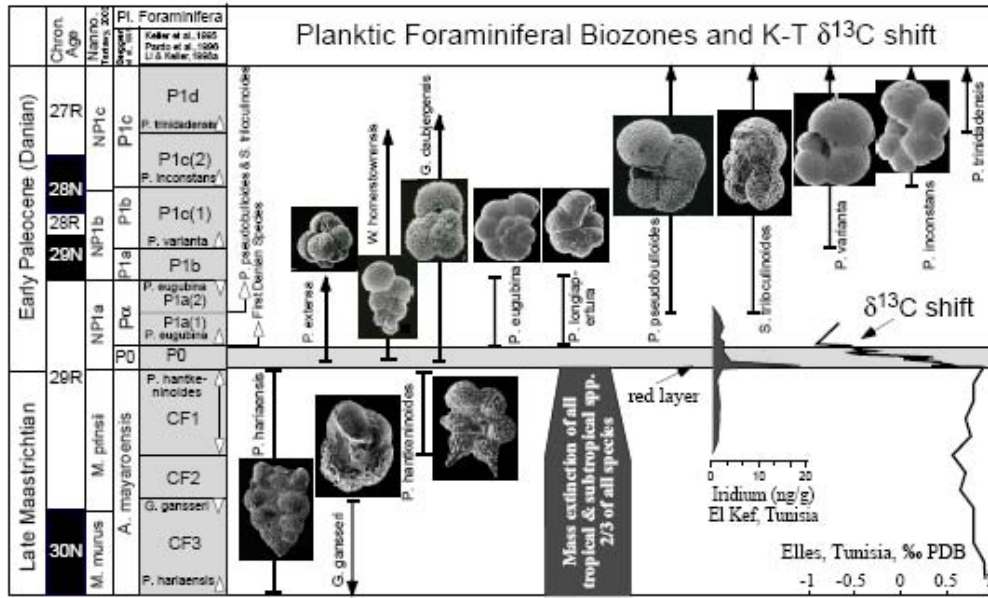 Planktic Foraminiferal Biozones and K-T δ¹³C shift
Chron.
Age
Nanno.
Pl. Foraminifera
Keller et al., 1995
Pardo et al., 1996
Li & Keller, 1998a
Early Paleocene (Danian)
Late Maastrichtian
27R
28N
28R
29N
29R
30N
NP1c
NP1b
NP1a
M. prinsii
M. murus
P1c
P1b
P1a
Pα
P0
A. mayaroensis
P1d
P. trinidadensis
P1c(2)
P. inconstans
P1c(1)
P. varianta
P1b
P. eugubina
P1a(2)
P1a(1)
P. eugubina
P0
P. hantke-
ninoides
CF1
CF2
G. gansseri
CF3
P. hariaensis
P. pseudobulloides & S. triloculinoides
First Danian Species
P. extensa
W. hornerstownensis
G. daubjergensis
P. eugubina
P. longiap-
ertura
P. pseudobulloides
S. triloculinoides
P. varianta
P. inconstans
P. trinidadensis
P. hariaensis
G. gansseri
P. hantkeninoides
Mass extinction of all
tropical & subtropical spp.
2/3 of all species
δ¹³C shift
red layer
0 10 20
Iridium (ng/g)
El Kef, Tunisia
Elles, Tunisia, ‰ PDB
-1 -0.5 0 0.5